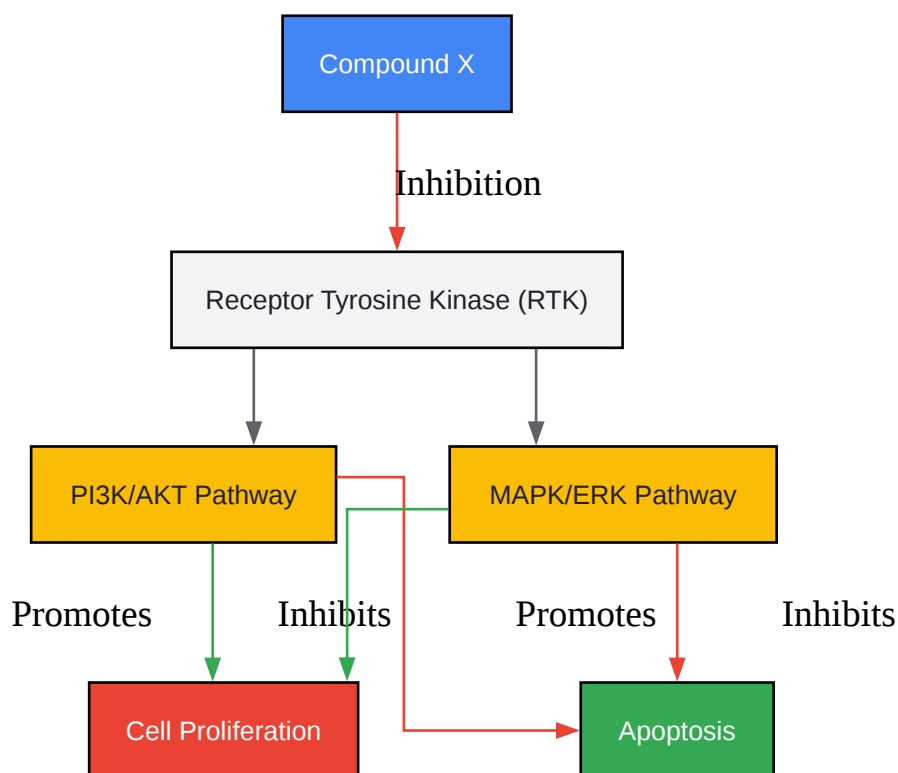 Compound X
Inhibition
Receptor Tyrosine Kinase (RTK)
PI3K/AKT Pathway
MAPK/ERK Pathway
Promotes
Inhibits
Promotes
Inhibits
Cell Proliferation
Apoptosis